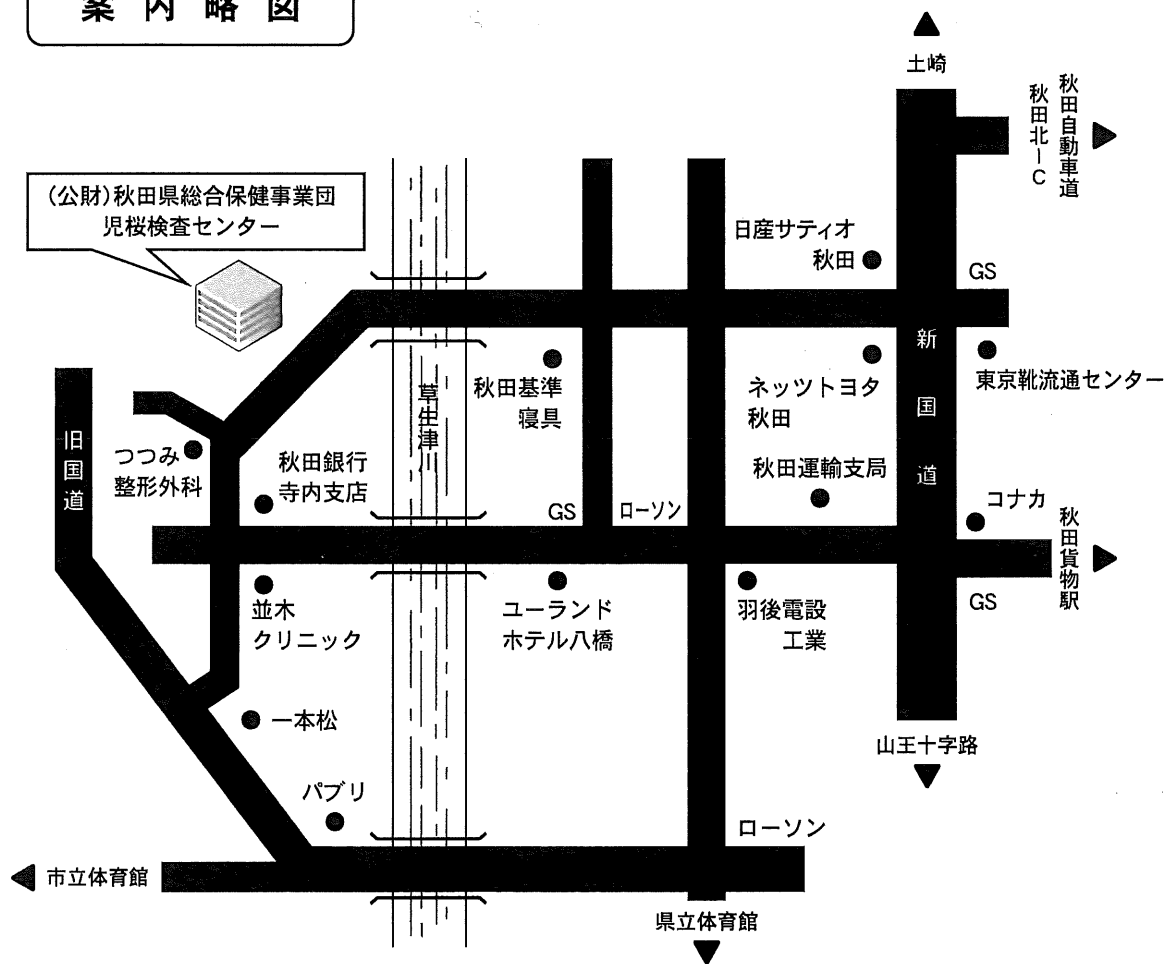 案内略図
土崎
秋田自動車道
秋田北IC
(公財)秋田県総合保健事業団
児桜検査センター
日産サティオ
秋田
GS
新国道
東京靴流通センター
秋田基準
寝具
ネッツトヨタ
秋田
草生津川
旧国道
つつみ
整形外科
秋田銀行
寺内支店
秋田運輸支局
GS
ローソン
コナカ
秋田貨物駅
並木
クリニック
ユーランド
ホテル八橋
羽後電設
工業
GS
一本松
山王十字路
パブリ
ローソン
市立体育館
県立体育館